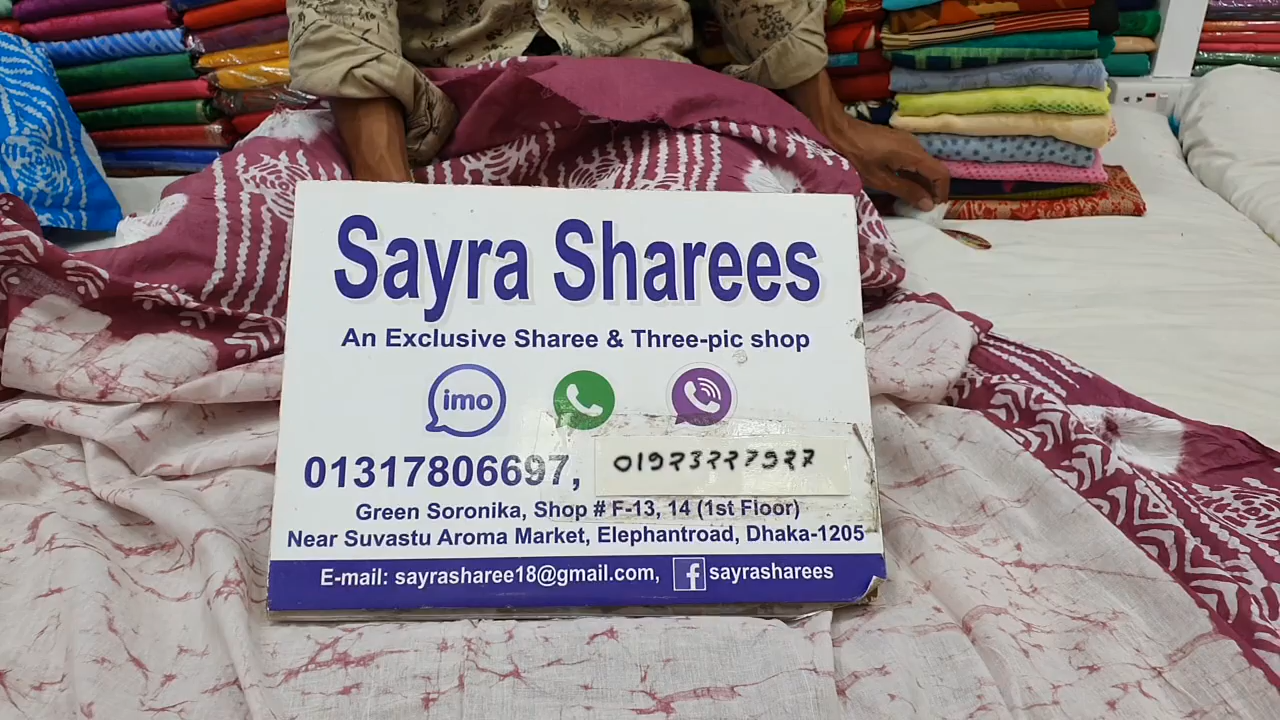 Sayra Sharees
An Exclusive Sharee & Three-pic shop
imo
01317806697,
Green Soronika, Shop # F-13, 14 (1st Floor)
Near Suvastu Aroma Market, Elephantroad, Dhaka-1205
E-mail: sayrasharee18@gmail.com, f sayrasharees